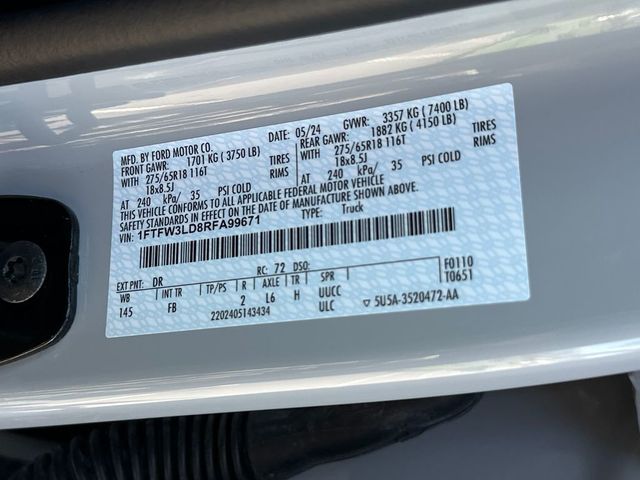 MFD. BY FORD MOTOR CO. 05/24 GVWR: 3357 KG ( 7400 LB)
FRONT GAWR: 1701 KG ( 3750 LB) REAR GAWR: 1882 KG ( 4150 LB)
WITH 275/65R18 116T TIRES WITH 275/65R18 116T TIRES
18x8.5J RIMS 18x8.5J RIMS
AT 240 kPa/ 35 PSI COLD AT 240 kPa/ 35 PSI COLD
THIS VEHICLE CONFORMS TO ALL APPLICABLE FEDERAL MOTOR VEHICLE
SAFETY STANDARDS IN EFFECT ON THE DATE OF MANUFACTURE SHOWN ABOVE.
VIN: 1FTFW3LD8RFA99671 TYPE: Truck
EXT PNT: DR RC: 72 DSO: F0110
WB INT TR TP/PS R AXLE TR SPR T0651
145 FB 2 L6 H UUCC
2202405143434 ULC ▽ 5U5A-3520472-AA